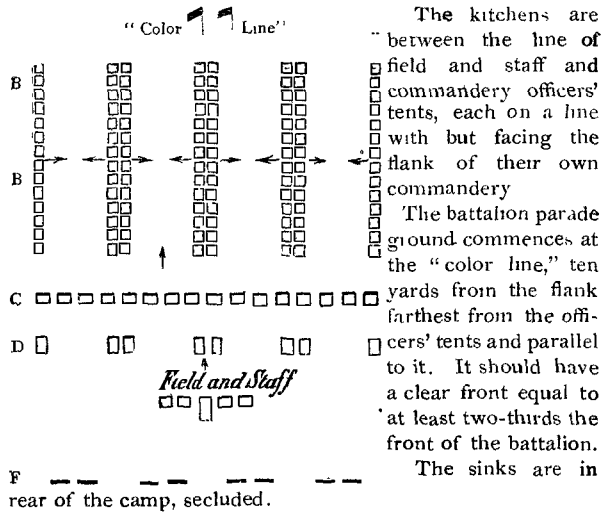 "Color Line"
B
B
C
D
Field and Staff
F
The kitchens are
between the line of
field and staff and
commandery officers'
tents, each on a line
with but facing the
flank of their own
commandery
The battalion parade
ground commences at
the "color line," ten
yards from the flank
farthest from the offi-
cers' tents and parallel
to it. It should have
a clear front equal to
at least two-thirds the
front of the battalion.
The sinks are in
rear of the camp, secluded.